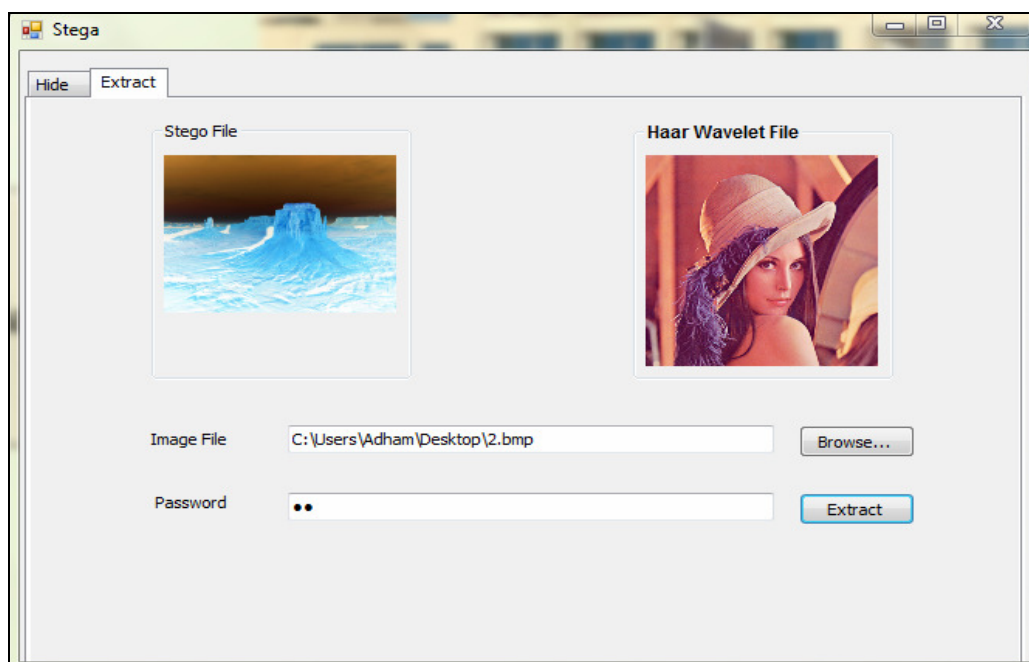 Stega
Hide Extract
Stego File
Haar Wavelet File
Image File C:\Users\Adham\Desktop\2.bmp Browse...
Password •• Extract